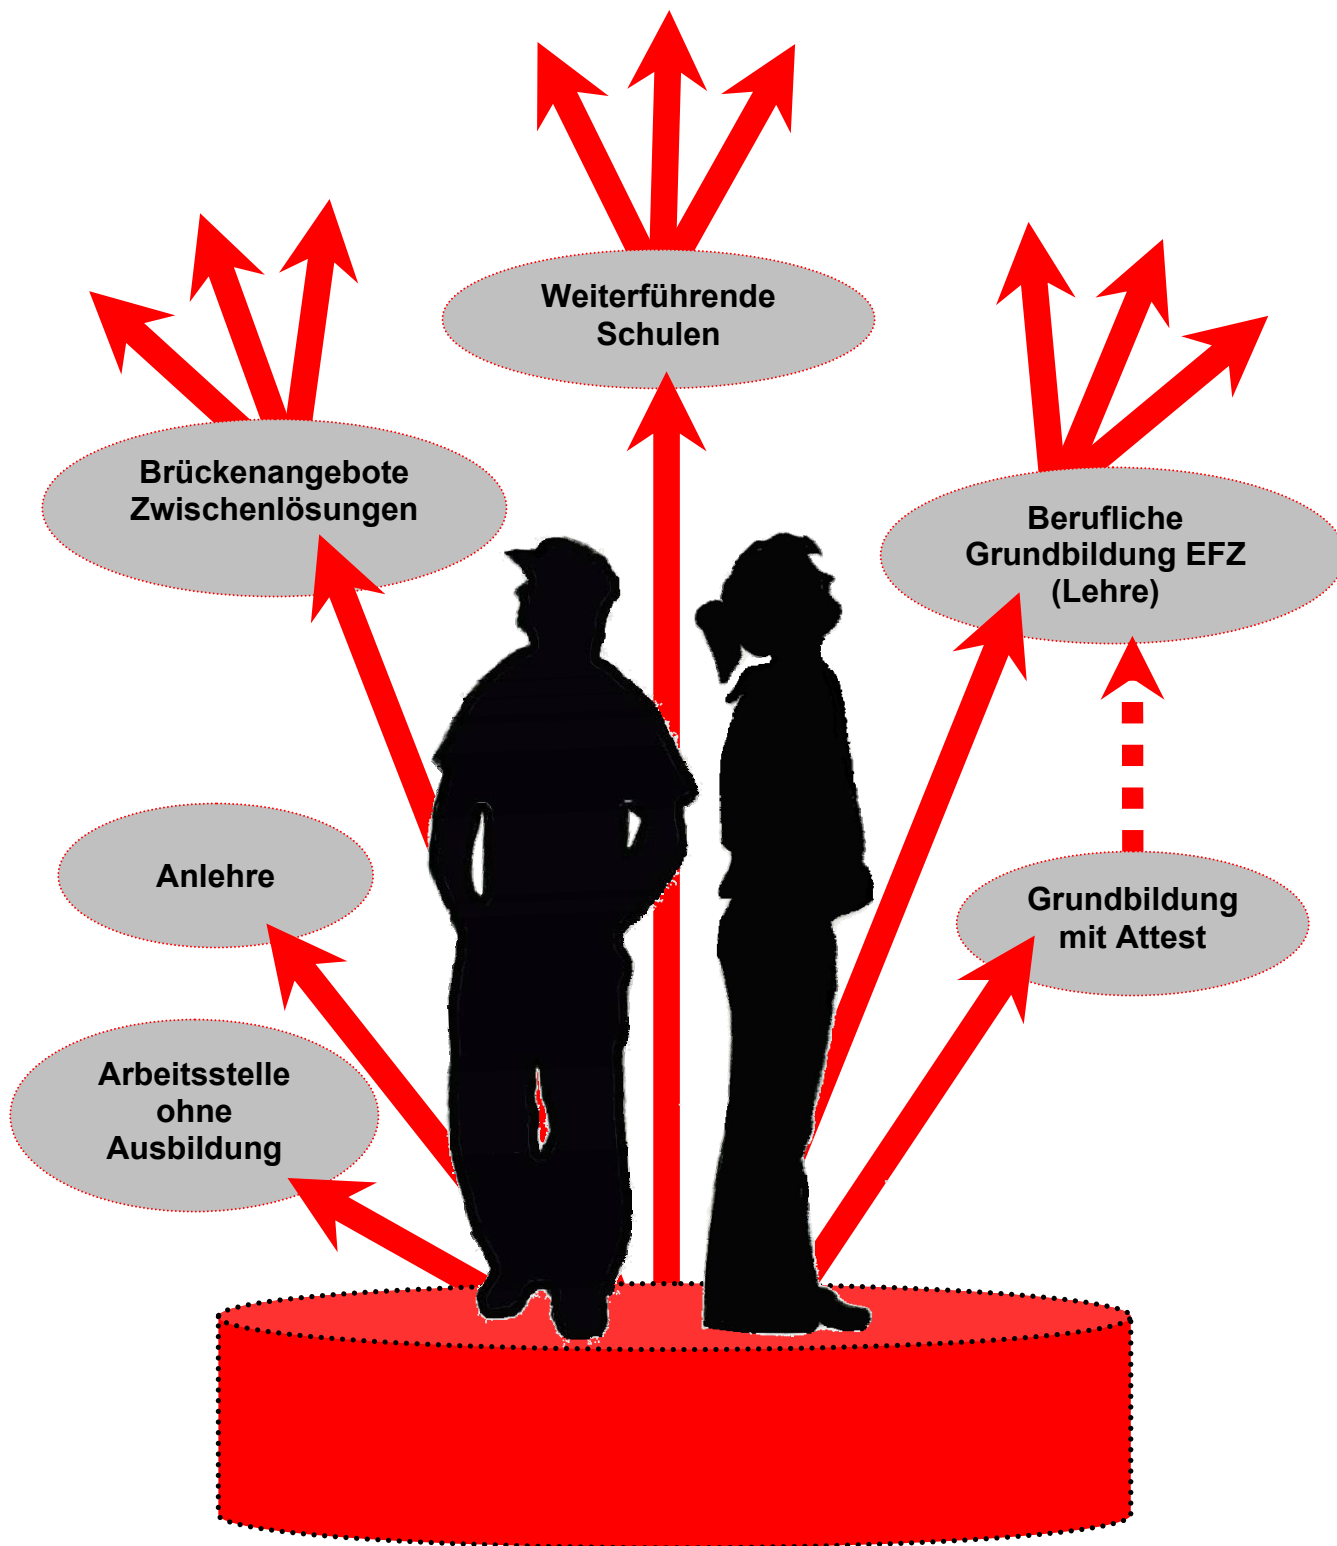 Weiterführende
Schulen
Brückenangebote
Zwischenlösungen
Berufliche
Grundbildung EFZ
(Lehre)
Anlehre
Grundbildung
mit Attest
Arbeitsstelle
ohne
Ausbildung